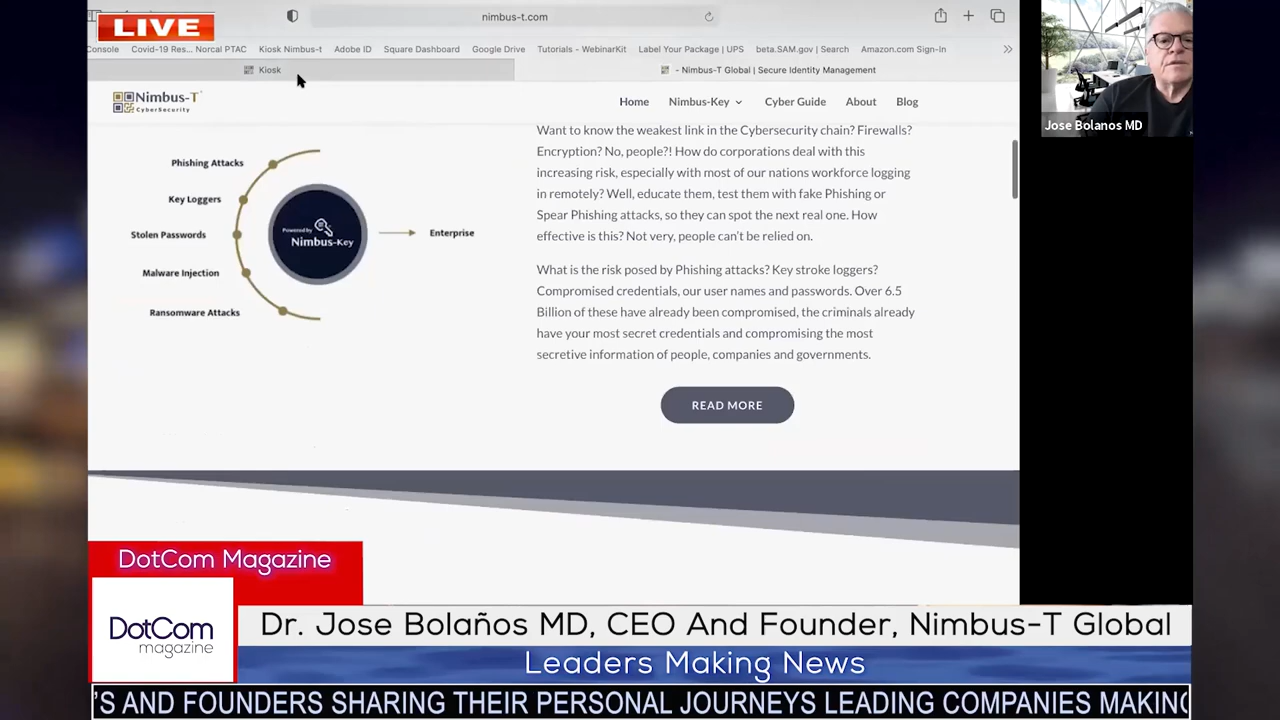 LIVE
nimbus-t.com
Console Covid-19 Res... Norcal PTAC Kiosk Nimbus-t Adobe ID Square Dashboard Google Drive Tutorials - WebinarKit Label Your Package | UPS beta.SAM.gov | Search Amazon.com Sign-In
Kiosk
- Nimbus-T Global | Secure Identity Management
Nimbus-T
CyberSecurity
Home Nimbus-Key Cyber Guide About Blog
Jose Bolanos MD
Phishing Attacks
Key Loggers
Stolen Passwords
Malware Injection
Ransomware Attacks
Powered by
Nimbus-Key
Enterprise
Want to know the weakest link in the Cybersecurity chain? Firewalls?
Encryption? No, people?! How do corporations deal with this
increasing risk, especially with most of our nations workforce logging
in remotely? Well, educate them, test them with fake Phishing or
Spear Phishing attacks, so they can spot the next real one. How
effective is this? Not very, people can't be relied on.
What is the risk posed by Phishing attacks? Key stroke loggers?
Compromised credentials, our user names and passwords. Over 6.5
Billion of these have already been compromised, the criminals already
have your most secret credentials and compromising the most
secretive information of people, companies and governments.
READ MORE
DotCom Magazine
DotCom
magazine
Dr. Jose Bolaños MD, CEO And Founder, Nimbus-T Global
Leaders Making News
'S AND FOUNDERS SHARING THEIR PERSONAL JOURNEYS LEADING COMPANIES MAKING